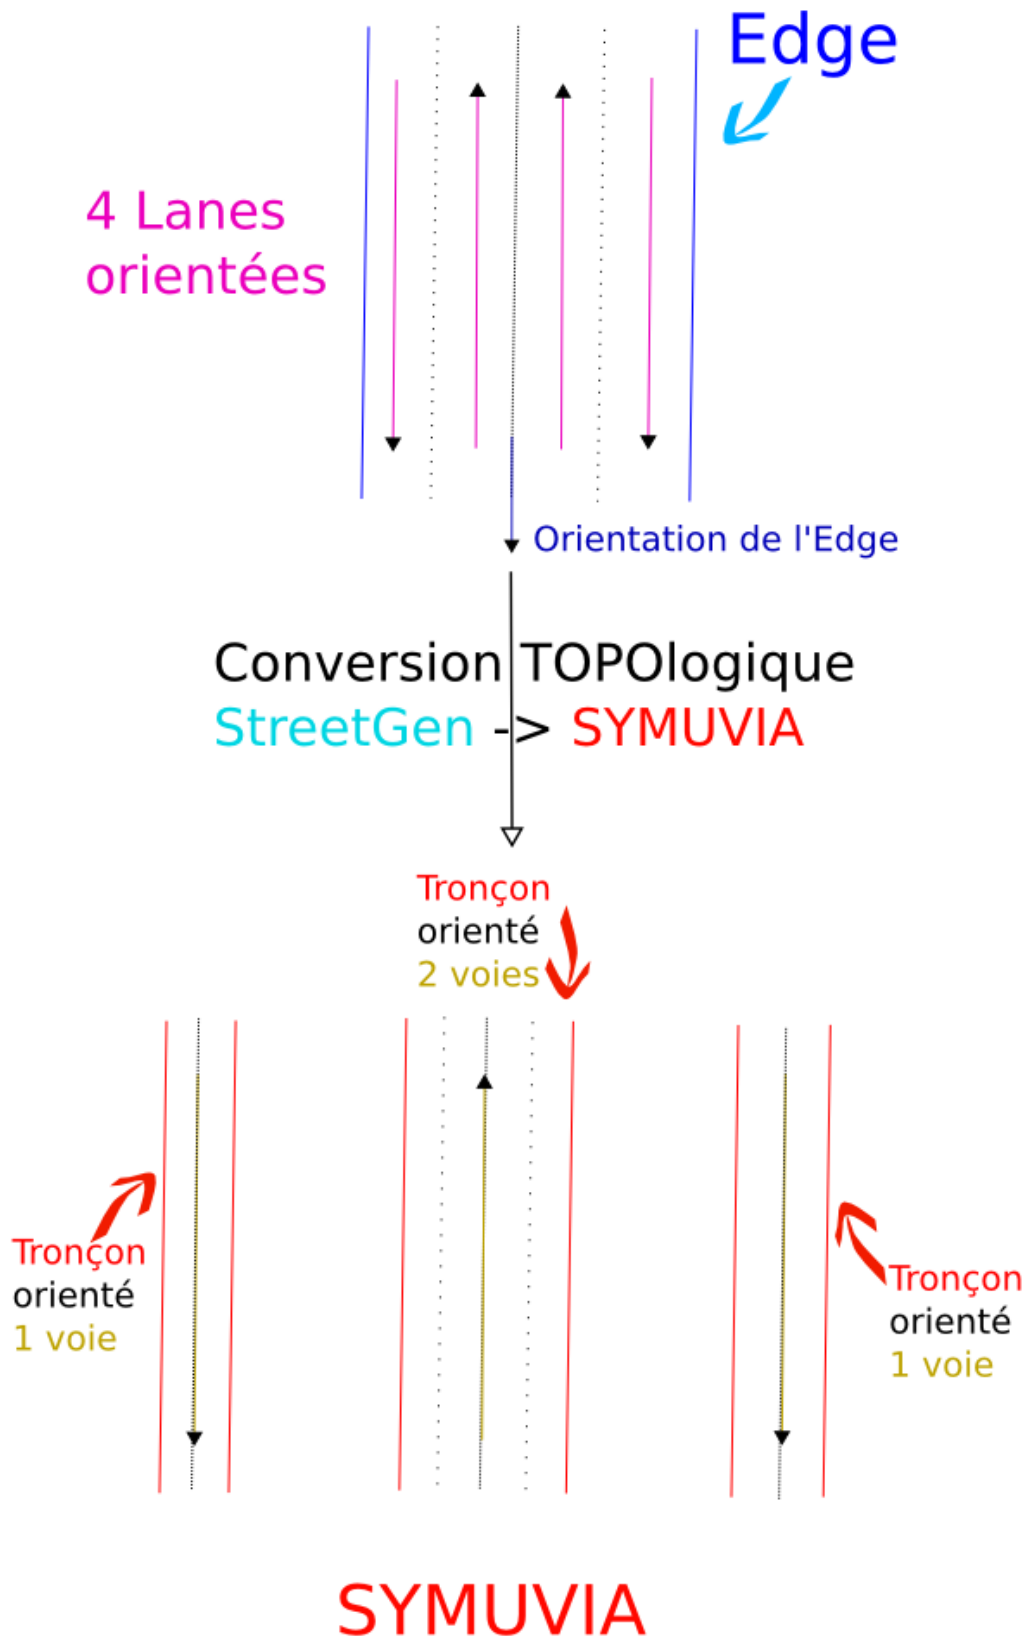 Edge
4 Lanes
orientées
Orientation de l'Edge
Conversion TOPOlogique
StreetGen -> SYMUVIA
Tronçon
orienté
2 voies
Tronçon
orienté
1 voie
Tronçon
orienté
1 voie
SYMUVIA